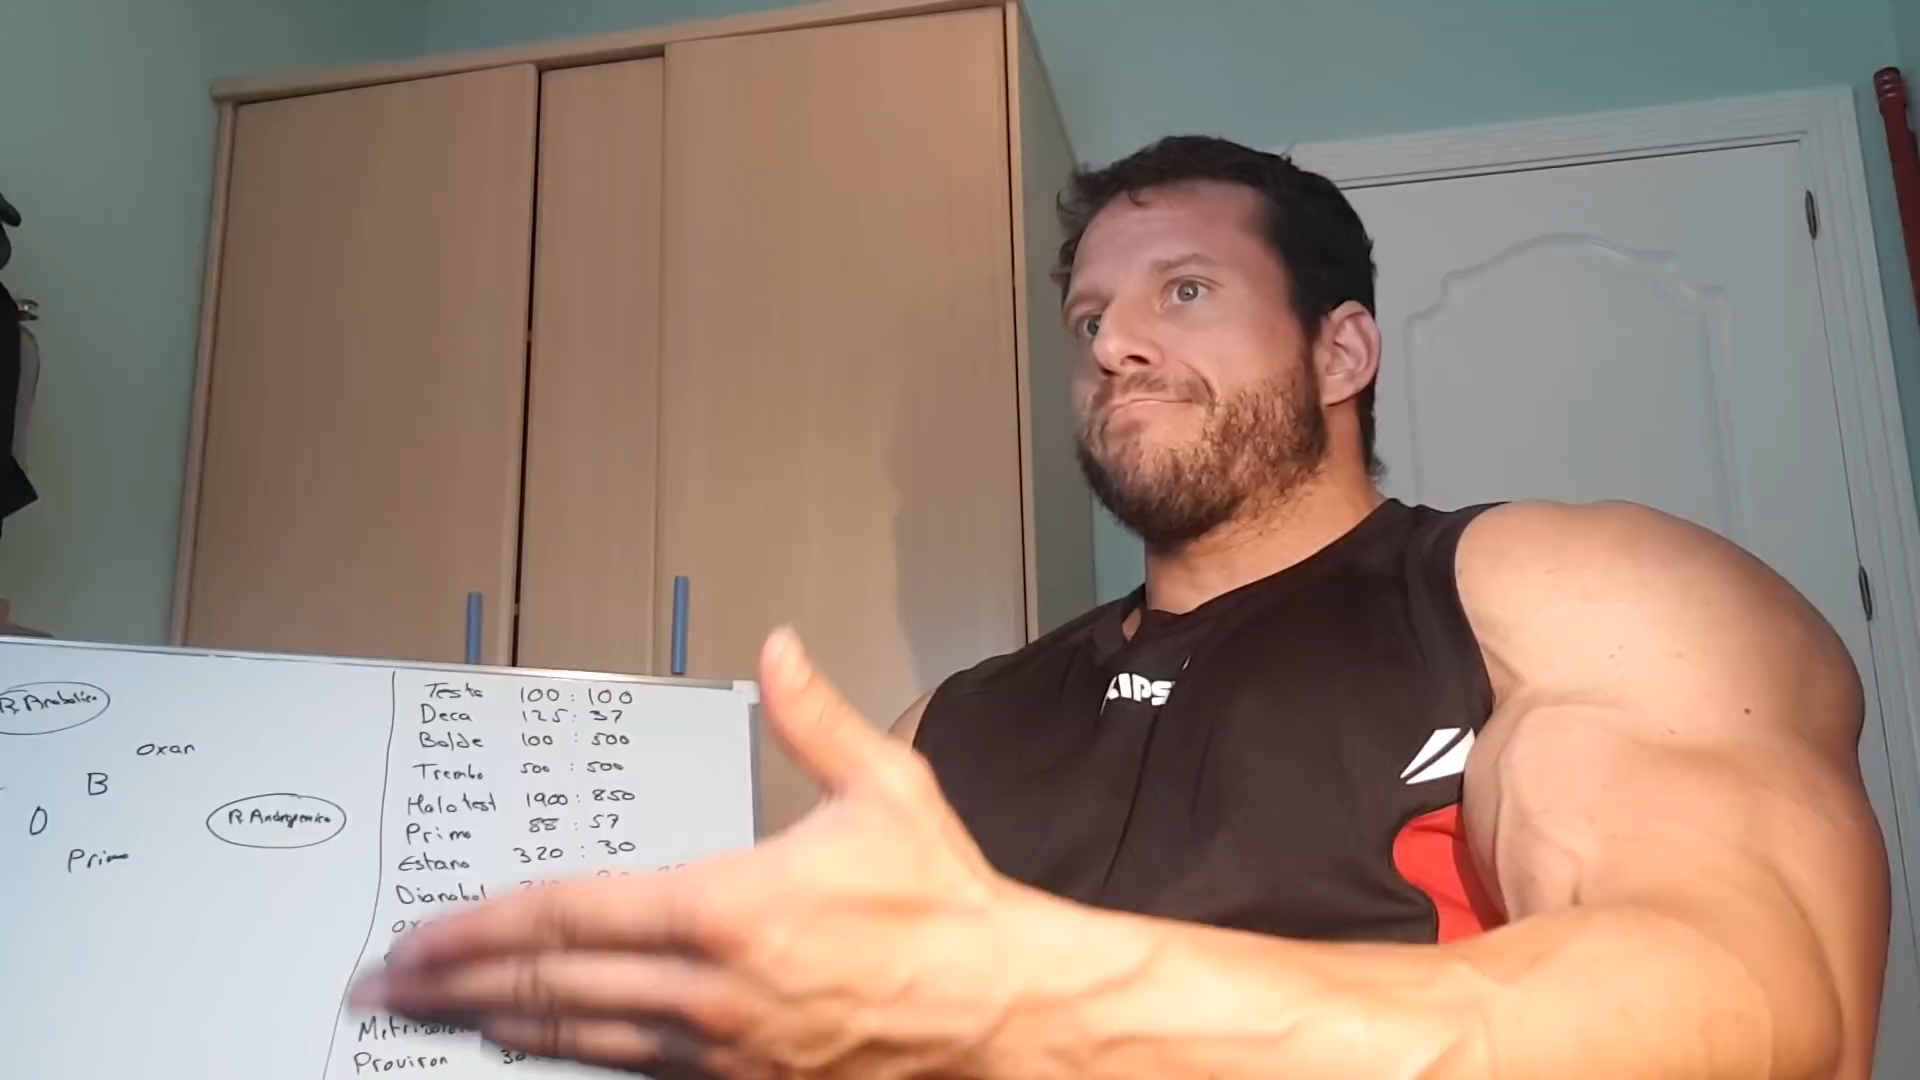 R. Anabolico
Oxan
B
O
Primo
R. Androgenico
Testo 100 : 100
Deca 125 : 37
Bolde 100 : 500
Trembo 500 : 500
Halotest 1900 : 850
Primo 88 : 57
Estano 320 : 30
Dianabol
Proviron